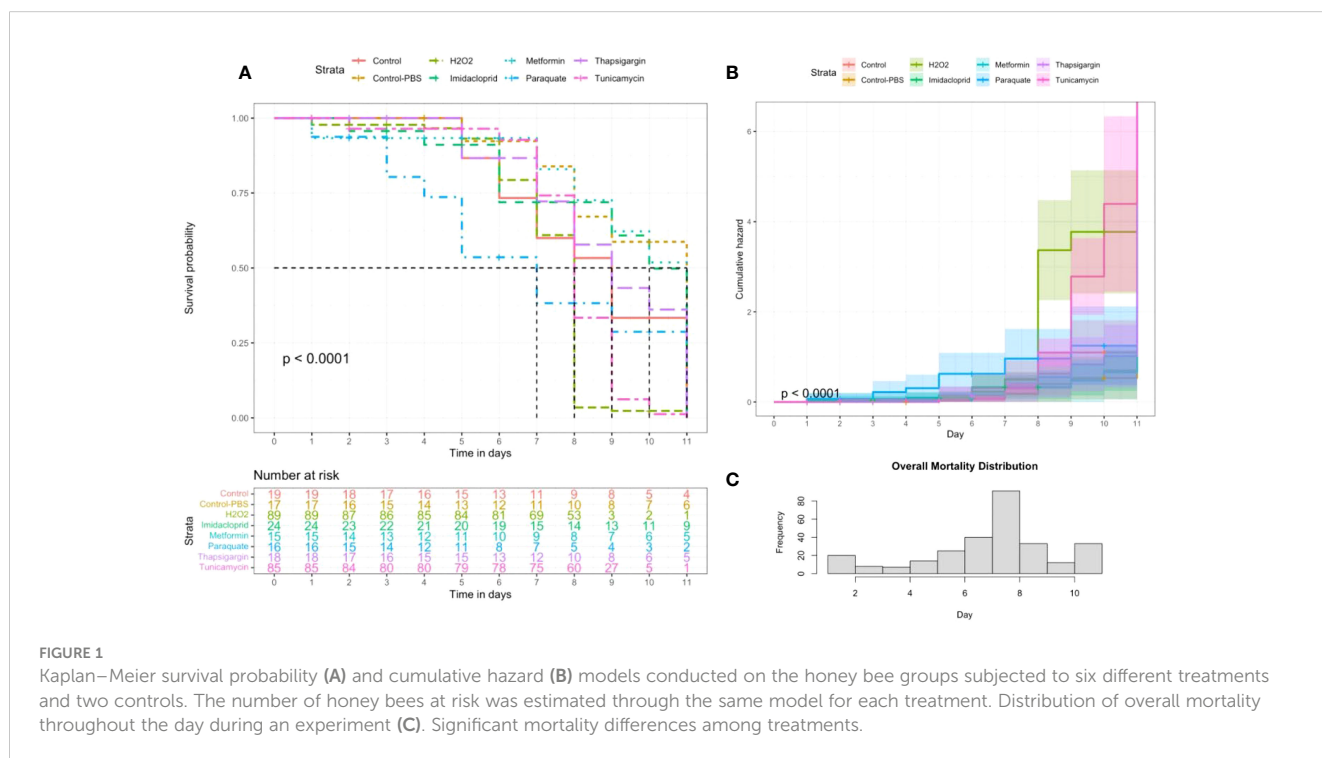 A
Strata
Control
H2O2
Metformin
Thapsigargin
Control-PBS
Imidacloprid
Paraquate
Tunicamycin
Survival probability
1.00
0.75
0.50
0.25
0.00
p < 0.0001
0 1 2 3 4 5 6 7 8 9 10 11
Time in days
Number at risk
Strata
Control 19 19 18 17 16 15 13 11 9 8 5 4
Control-PBS 17 17 16 15 14 13 12 11 10 8 7 6
H2O2 89 89 87 86 85 84 81 69 53 3 2 1
Imidacloprid 24 24 23 22 21 20 19 15 14 13 11 9
Metformin 15 15 14 13 12 11 10 9 8 7 6 5
Paraquate 16 16 15 14 12 11 8 7 5 4 3 2
Thapsigargin 18 18 17 16 15 15 13 12 10 8 6 5
Tunicamycin 85 85 84 80 80 79 78 75 60 27 5 1
0 1 2 3 4 5 6 7 8 9 10 11
Time in days
B
Strata
Control
H2O2
Metformin
Thapsigargin
Control-PBS
Imidacloprid
Paraquate
Tunicamycin
Cumulative hazard
6
4
2
0
p < 0.0001
0 1 2 3 4 5 6 7 8 9 10 11
Day
C
Overall Mortality Distribution
Frequency
80
60
40
20
0
2 4 6 8 10
Day
FIGURE 1
Kaplan–Meier survival probability (A) and cumulative hazard (B) models conducted on the honey bee groups subjected to six different treatments
and two controls. The number of honey bees at risk was estimated through the same model for each treatment. Distribution of overall mortality
throughout the day during an experiment (C). Significant mortality differences among treatments.